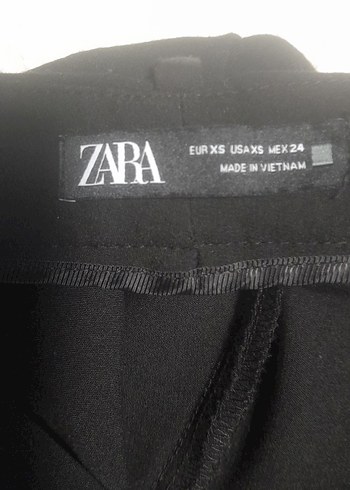 ZARA
EUR XS USA XS MEX 24
MADE IN VIETNAM